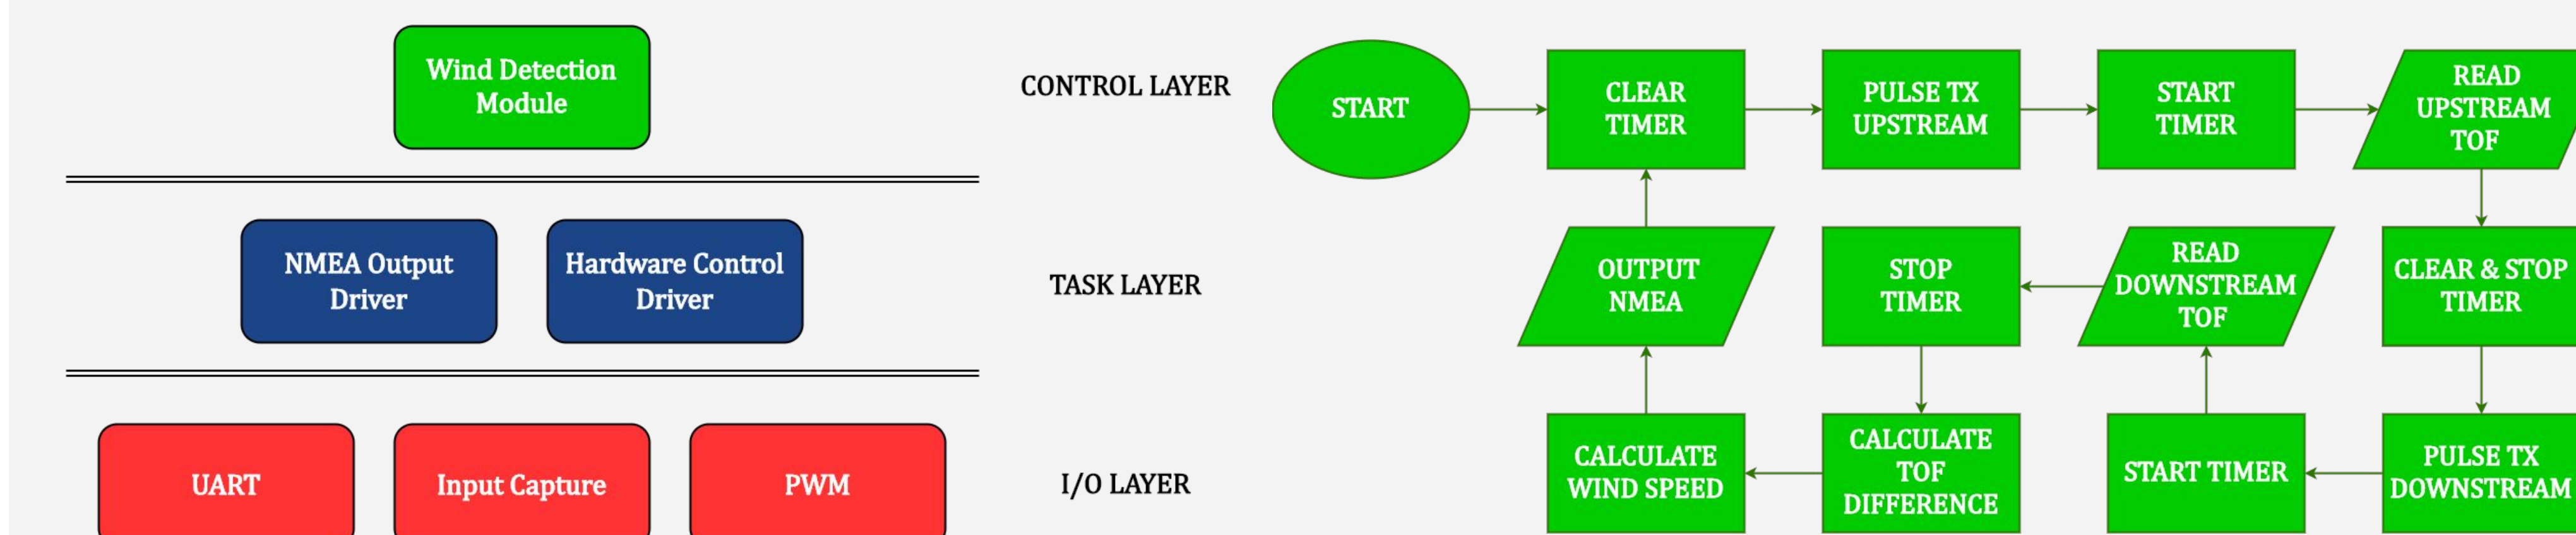 Wind Detection
Module
CONTROL LAYER
NMEA Output
Driver
Hardware Control
Driver
TASK LAYER
UART
Input Capture
PWM
I/O LAYER
START
CLEAR
TIMER
PULSE TX
UPSTREAM
START
TIMER
READ
UPSTREAM
TOF
CLEAR & STOP
TIMER
PULSE TX
DOWNSTREAM
START TIMER
READ
DOWNSTREAM
TOF
STOP
TIMER
CALCULATE
TOF
DIFFERENCE
CALCULATE
WIND SPEED
OUTPUT
NMEA